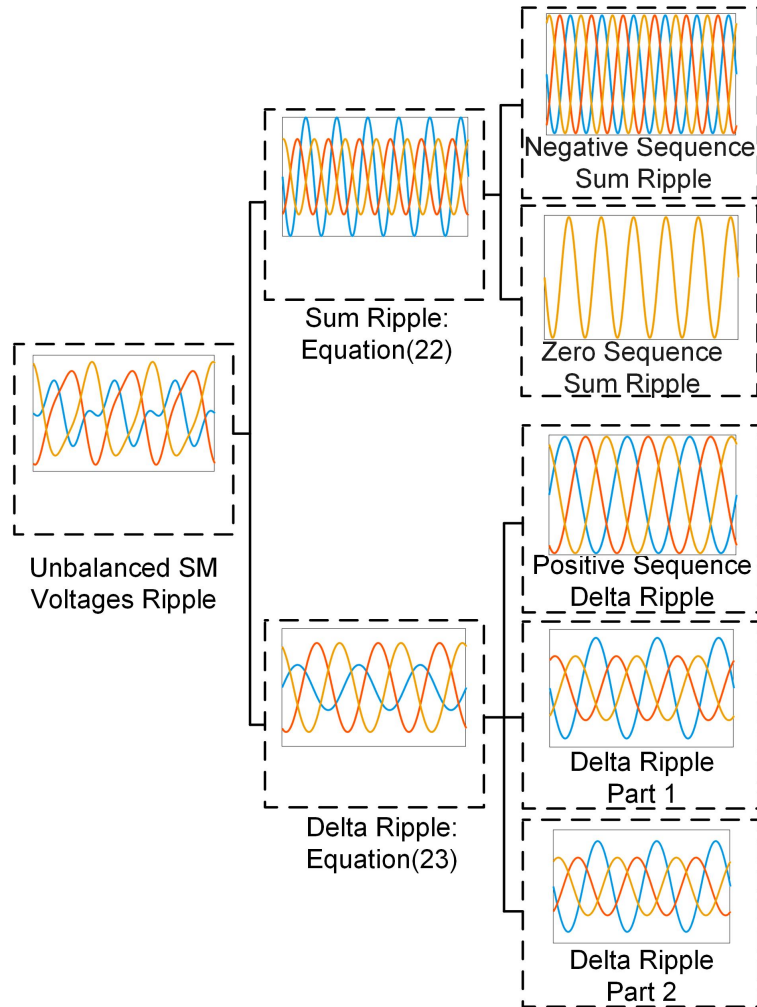 Negative Sequence
Sum Ripple
Sum Ripple:
Equation(22)
Zero Sequence
Sum Ripple
Unbalanced SM
Voltages Ripple
Positive Sequence
Delta Ripple
Delta Ripple
Part 1
Delta Ripple:
Equation(23)
Delta Ripple
Part 2